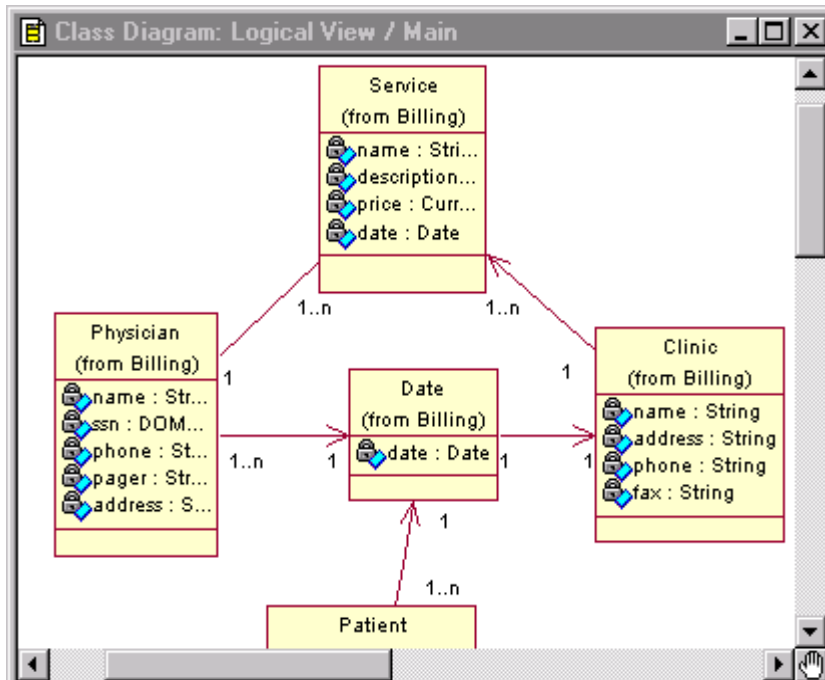 Class Diagram: Logical View / Main
Service
(from Billing)
name : Stri...
description...
price : Curr...
date : Date
1..n
1..n
Physician
(from Billing)
name : Str...
ssn : DOM...
phone : St...
pager : Str...
address : S...
1
1..n
1
Date
(from Billing)
date : Date
1
1
1
Clinic
(from Billing)
name : String
address : String
phone : String
fax : String
1
1..n
Patient